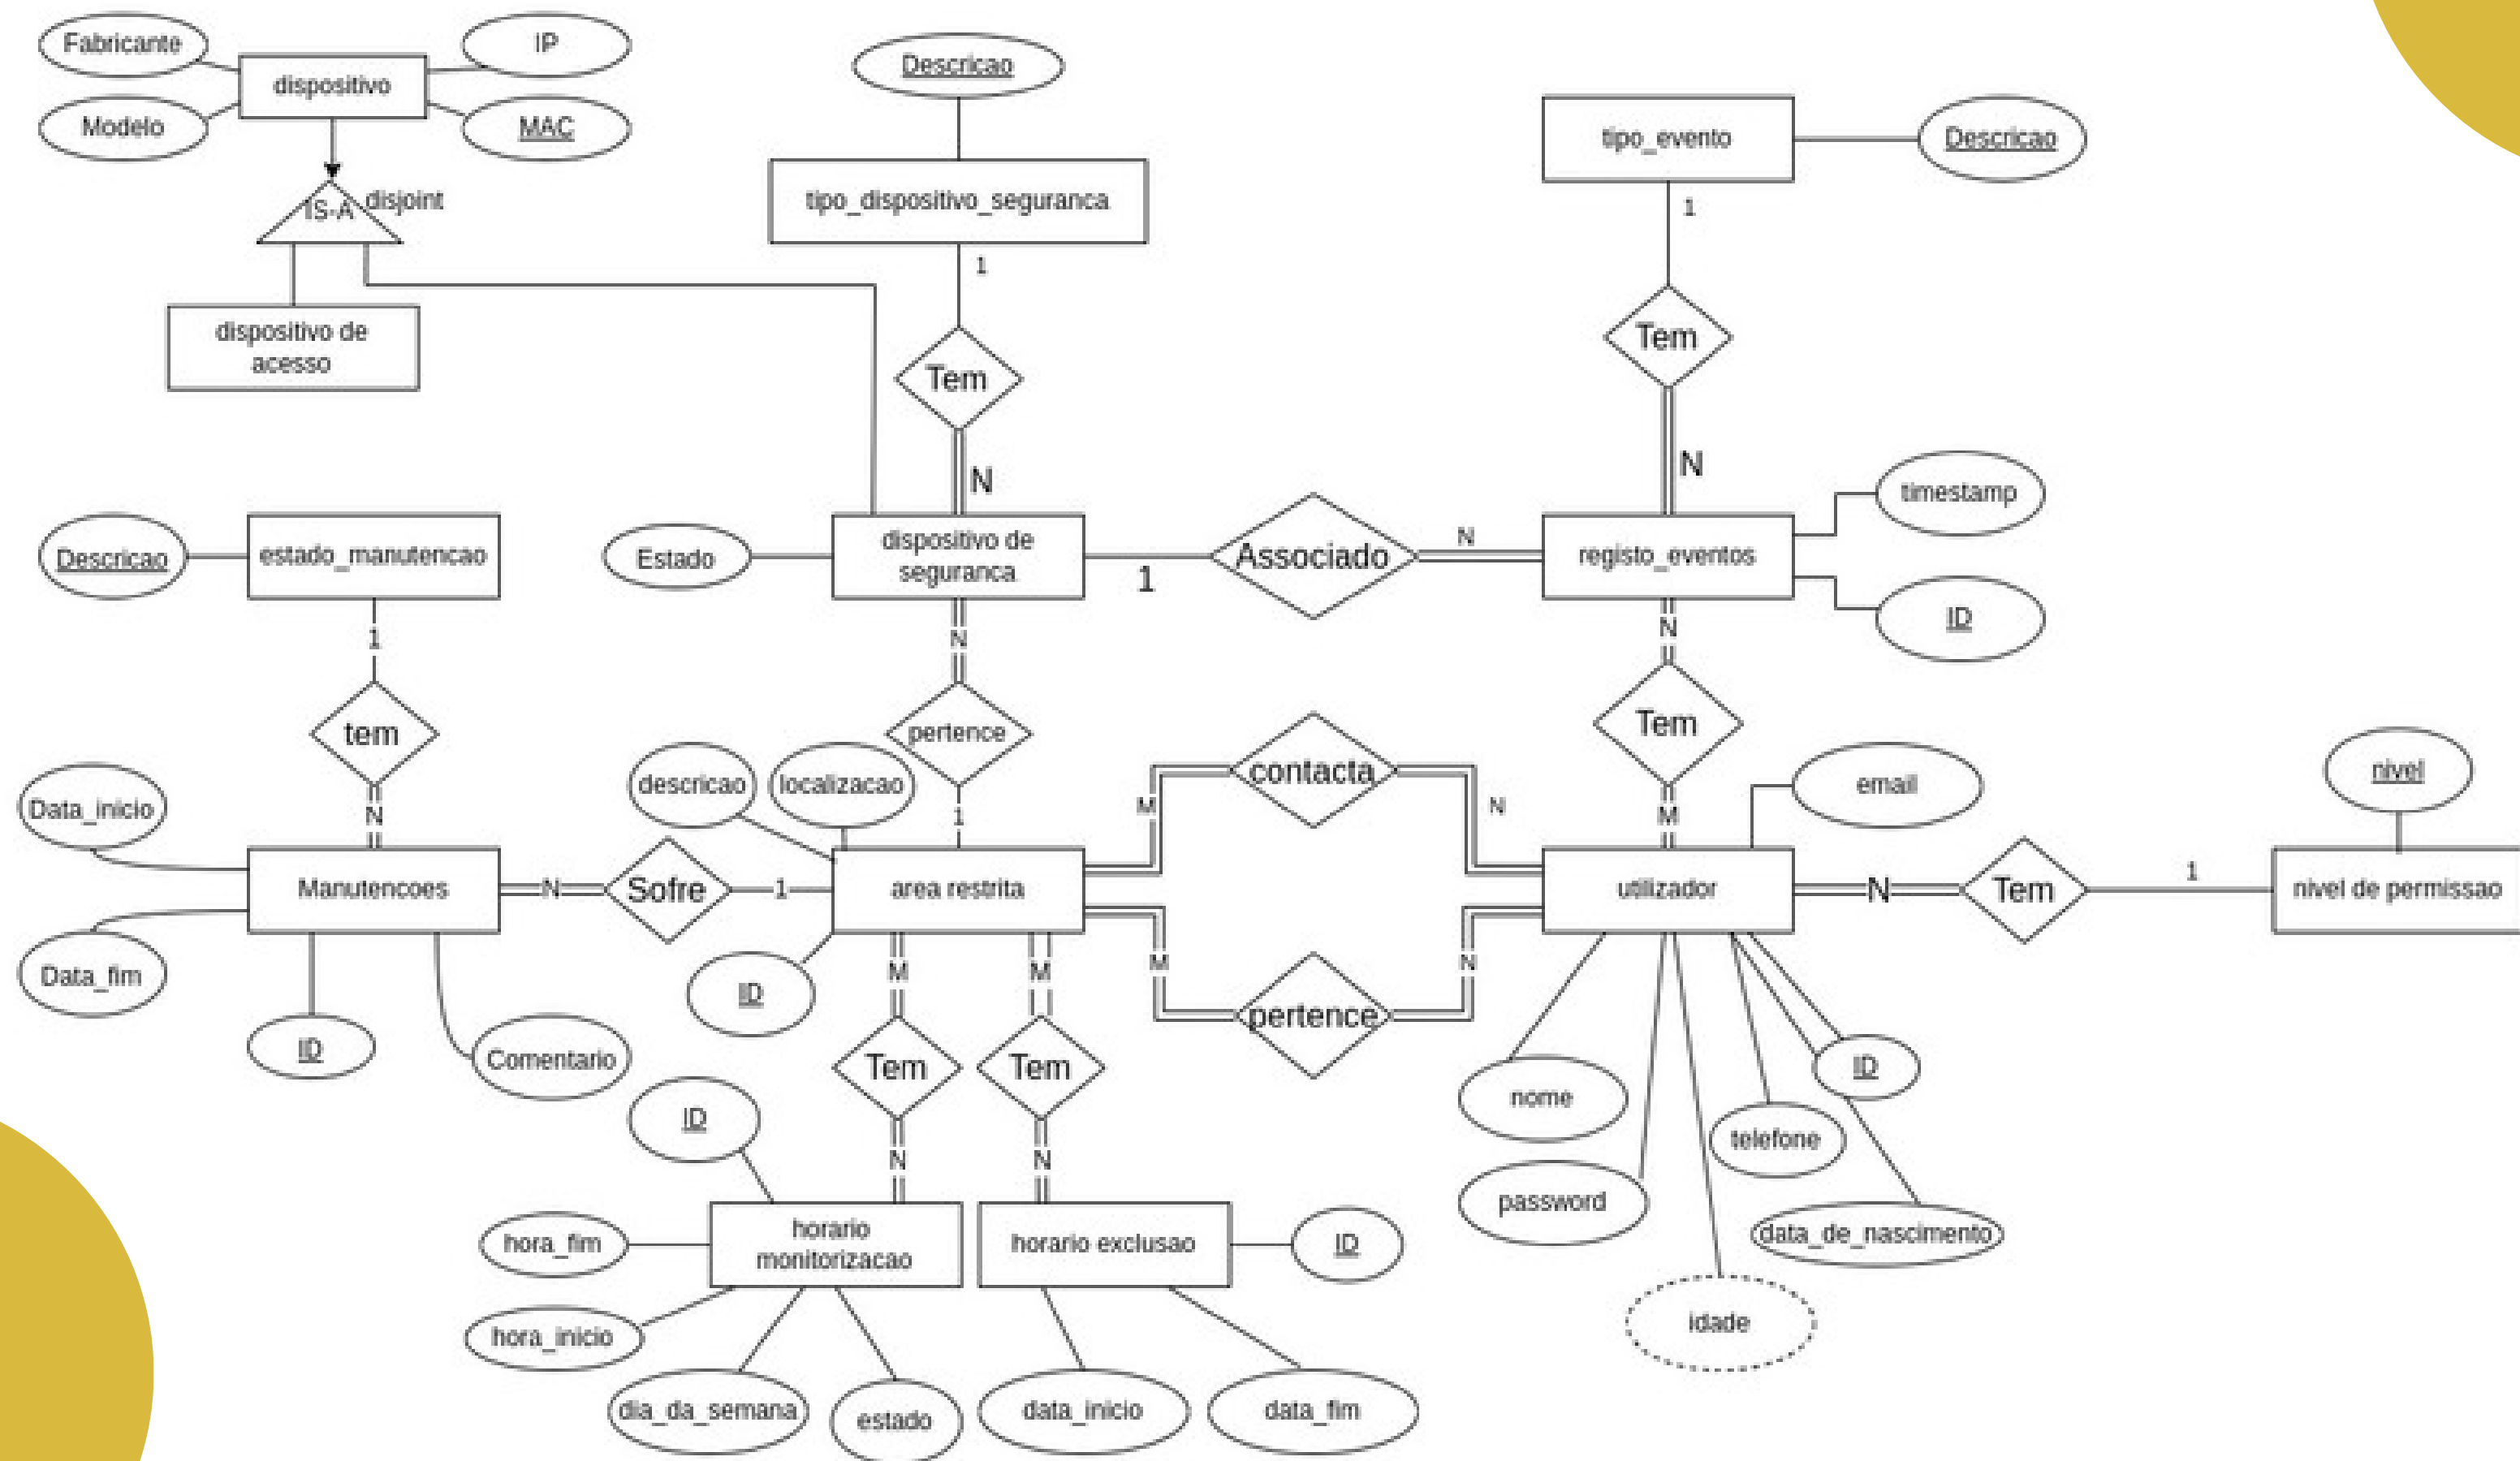 Fabricante
IP
dispositivo
Modelo
MAC
IS-A
disjoint
dispositivo de
acesso
Descricao
tipo_dispositivo_seguranca
1
Tem
N
tipo_evento
Descricao
1
Tem
N
Descricao
estado_manutencao
Estado
dispositivo de
seguranca
1
Associado
N
registo_eventos
timestamp
ID
1
tem
N
N
pertence
1
N
Tem
M
descricao
localizacao
contacta
M
N
email
nivel
Data_inicio
Manutencoes
N
Sofre
1
area restrita
utilizador
N
Tem
1
nivel de permissao
Data_fim
ID
Comentario
ID
M
M
M
pertence
N
Tem
Tem
N
N
nome
password
idade
telefone
ID
data_de_nascimento
ID
hora_fim
horario
monitorizacao
horario exclusao
ID
hora_inicio
dia_da_semana
estado
data_inicio
data_fim